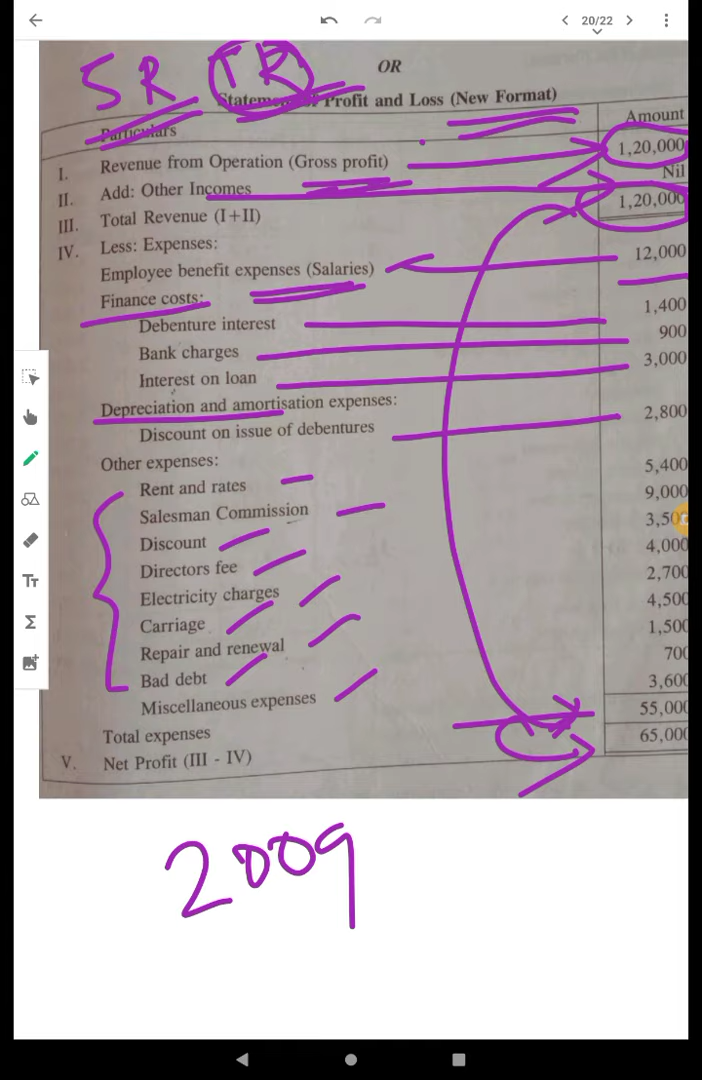 20/22
S R T R
OR
Statement of Profit and Loss (New Format)
Particulars Amount
I. Revenue from Operation (Gross profit) 1,20,000
II. Add: Other Incomes Nil
III. Total Revenue (I+II) 1,20,000
IV. Less: Expenses:
Employee benefit expenses (Salaries) 12,000
Finance costs:
Debenture interest 1,400
Bank charges 900
Interest on loan 3,000
Depreciation and amortisation expenses:
Discount on issue of debentures 2,800
Other expenses:
Rent and rates 5,400
Salesman Commission 9,000
Discount 3,500
Directors fee 4,000
Electricity charges 2,700
Carriage 4,500
Repair and renewal 1,500
Bad debt 700
Miscellaneous expenses 3,600
Total expenses 55,000
V. Net Profit (III - IV) 65,000
2009
Tт
Σ